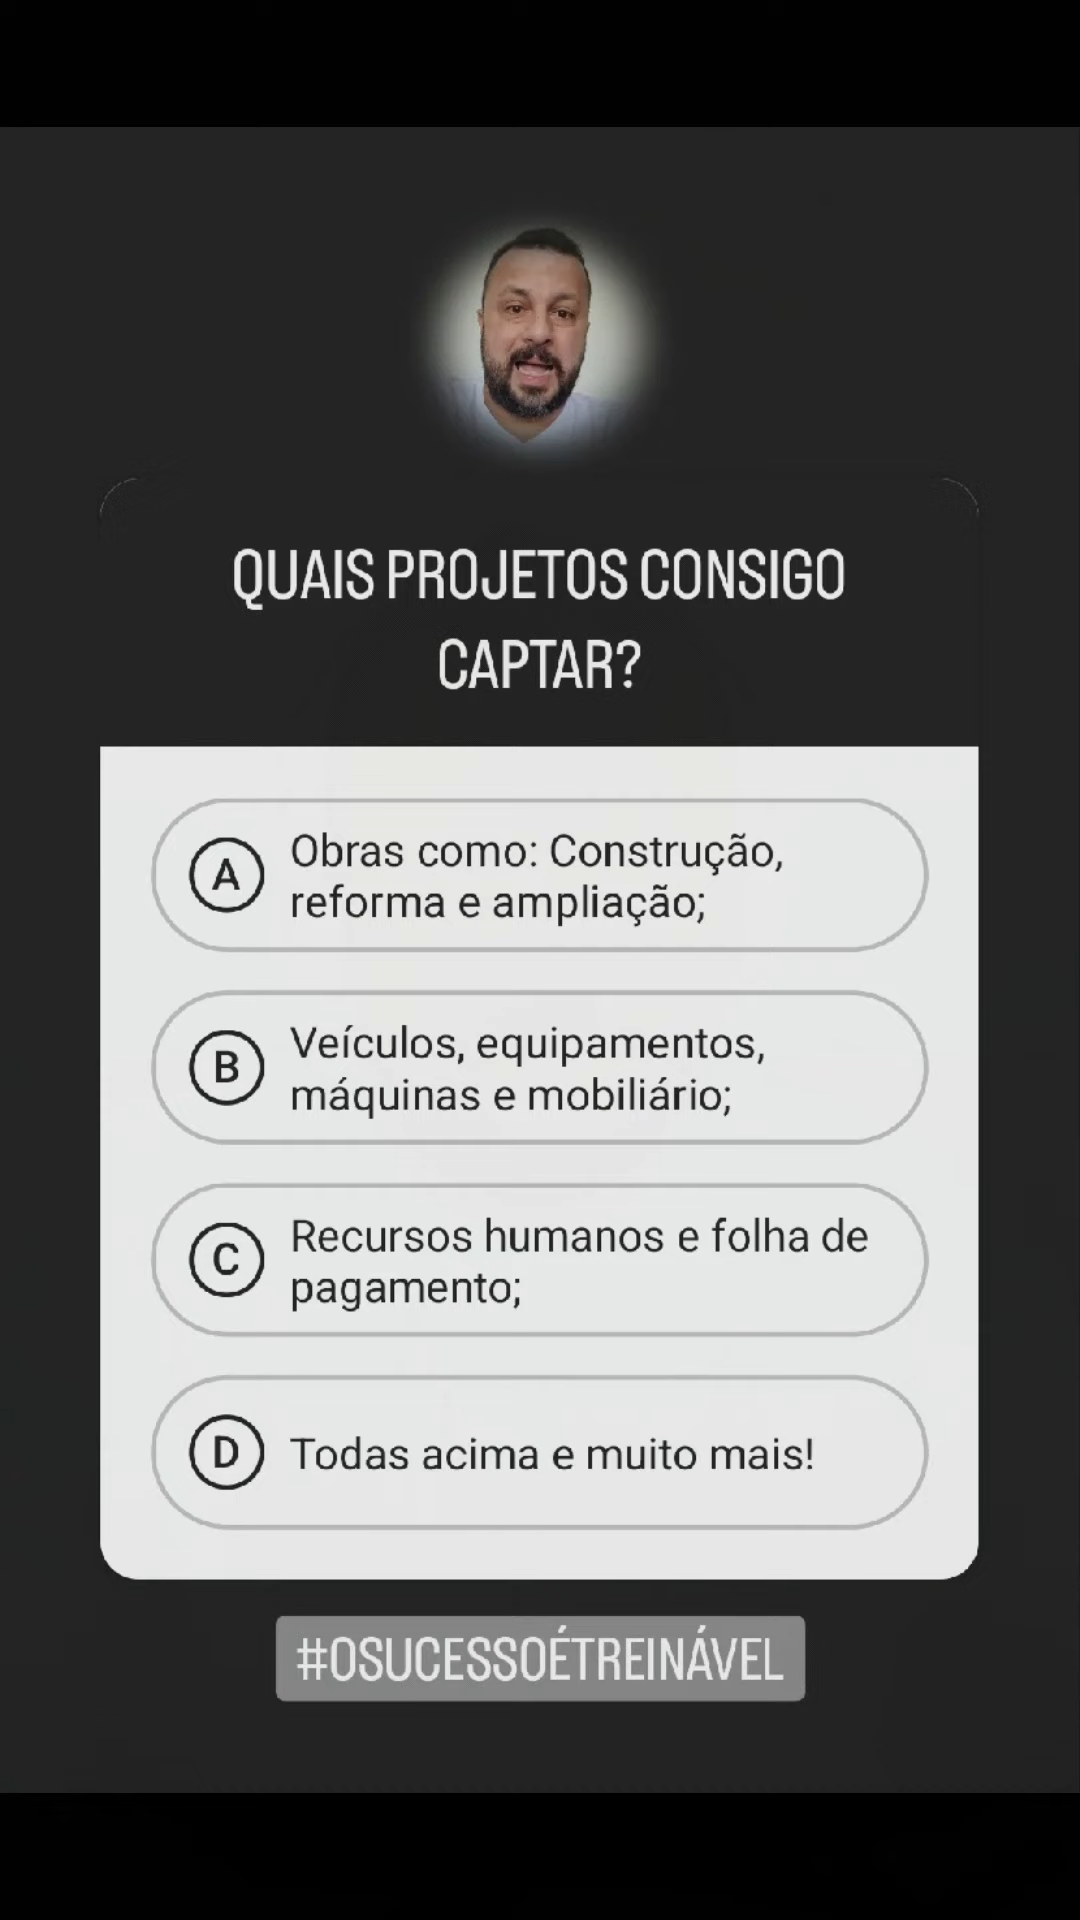 QUAIS PROJETOS CONSIGO
CAPTAR?
A
Obras como: Construção,
reforma e ampliação;
B
Veículos, equipamentos,
máquinas e mobiliário;
C
Recursos humanos e folha de
pagamento;
D
Todas acima e muito mais!
#OSUCESSOÉTREINÁVEL